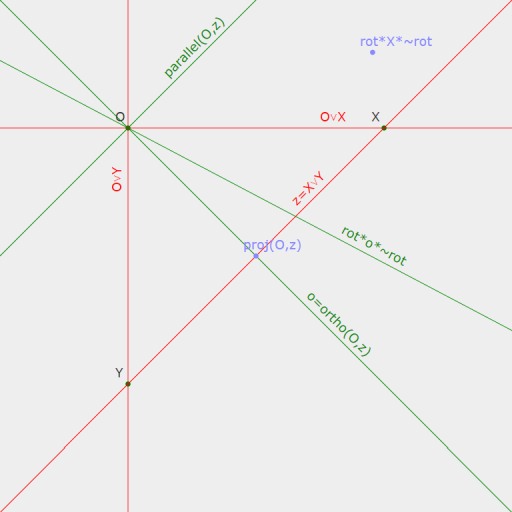 parallel(O,z)
rot*X*~rot
O
O∨X
X
O∨Y
z=X∨Y
rot*o*~rot
proj(O,z)
o=ortho(O,z)
Y